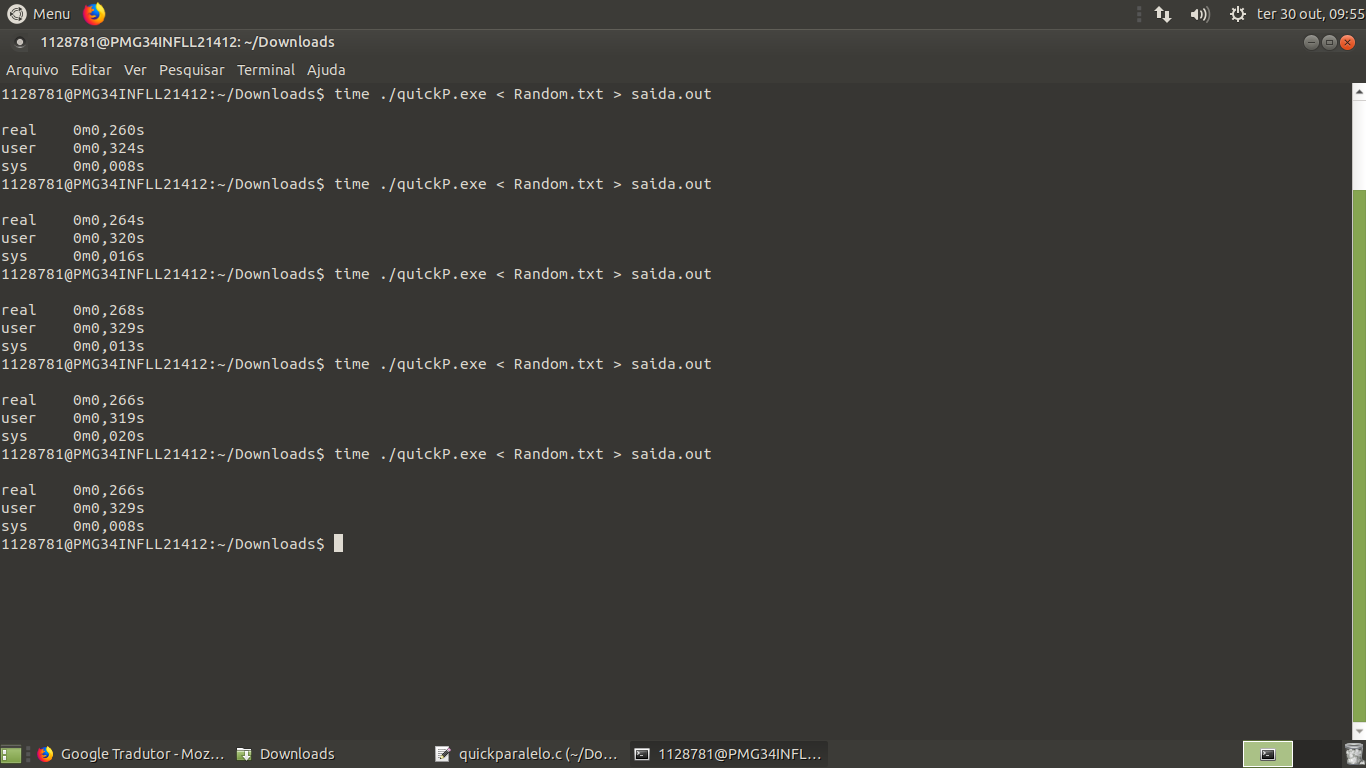 Menu
ter 30 out, 09:55
1128781@PMG34INFLL21412: ~/Downloads
Arquivo Editar Ver Pesquisar Terminal Ajuda
1128781@PMG34INFLL21412:~/Downloads$ time ./quickP.exe < Random.txt > saida.out
real 0m0,260s
user 0m0,324s
sys 0m0,008s
1128781@PMG34INFLL21412:~/Downloads$ time ./quickP.exe < Random.txt > saida.out
real 0m0,264s
user 0m0,320s
sys 0m0,016s
1128781@PMG34INFLL21412:~/Downloads$ time ./quickP.exe < Random.txt > saida.out
real 0m0,268s
user 0m0,329s
sys 0m0,013s
1128781@PMG34INFLL21412:~/Downloads$ time ./quickP.exe < Random.txt > saida.out
real 0m0,266s
user 0m0,319s
sys 0m0,020s
1128781@PMG34INFLL21412:~/Downloads$ time ./quickP.exe < Random.txt > saida.out
real 0m0,266s
user 0m0,329s
sys 0m0,008s
1128781@PMG34INFLL21412:~/Downloads$
Google Tradutor - Moz...
Downloads
quickparalelo.c (~/Do...
1128781@PMG34INFL...